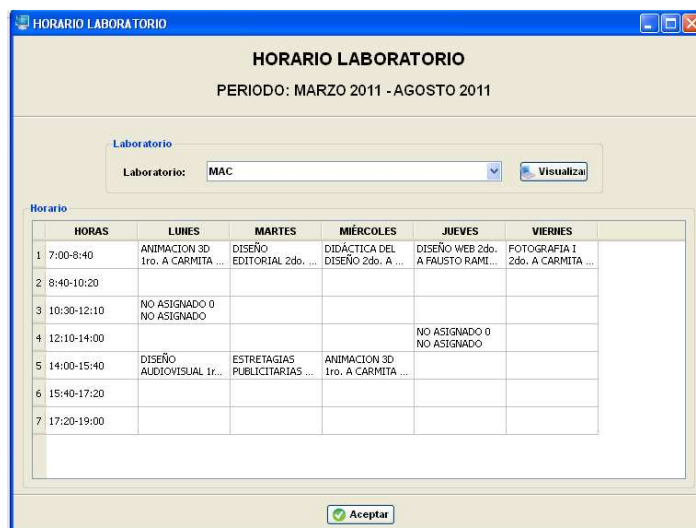 HORARIO LABORATORIO
HORARIO LABORATORIO
PERIODO: MARZO 2011 - AGOSTO 2011
Laboratorio
Laboratorio: MAC Visualizar
Horario
HORAS LUNES MARTES MIÉRCOLES JUEVES VIERNES
1 7:00-8:40 ANIMACION 3D DISEÑO DIDÁCTICA DEL DISEÑO WEB 2do. FOTOGRAFIA I
1ro. A CARMITA ... EDITORIAL 2do. ... DISEÑO 2do. A ... A FAUSTO RAMI... 2do. A CARMITA ...
2 8:40-10:20
3 10:30-12:10 NO ASIGNADO 0
NO ASIGNADO
4 12:10-14:00 NO ASIGNADO 0
NO ASIGNADO
5 14:00-15:40 DISEÑO ESTRETAGIAS ANIMACION 3D
AUDIOVISUAL 1r... PUBLICITARIAS ... 1ro. A CARMITA ...
6 15:40-17:20
7 17:20-19:00
Aceptar